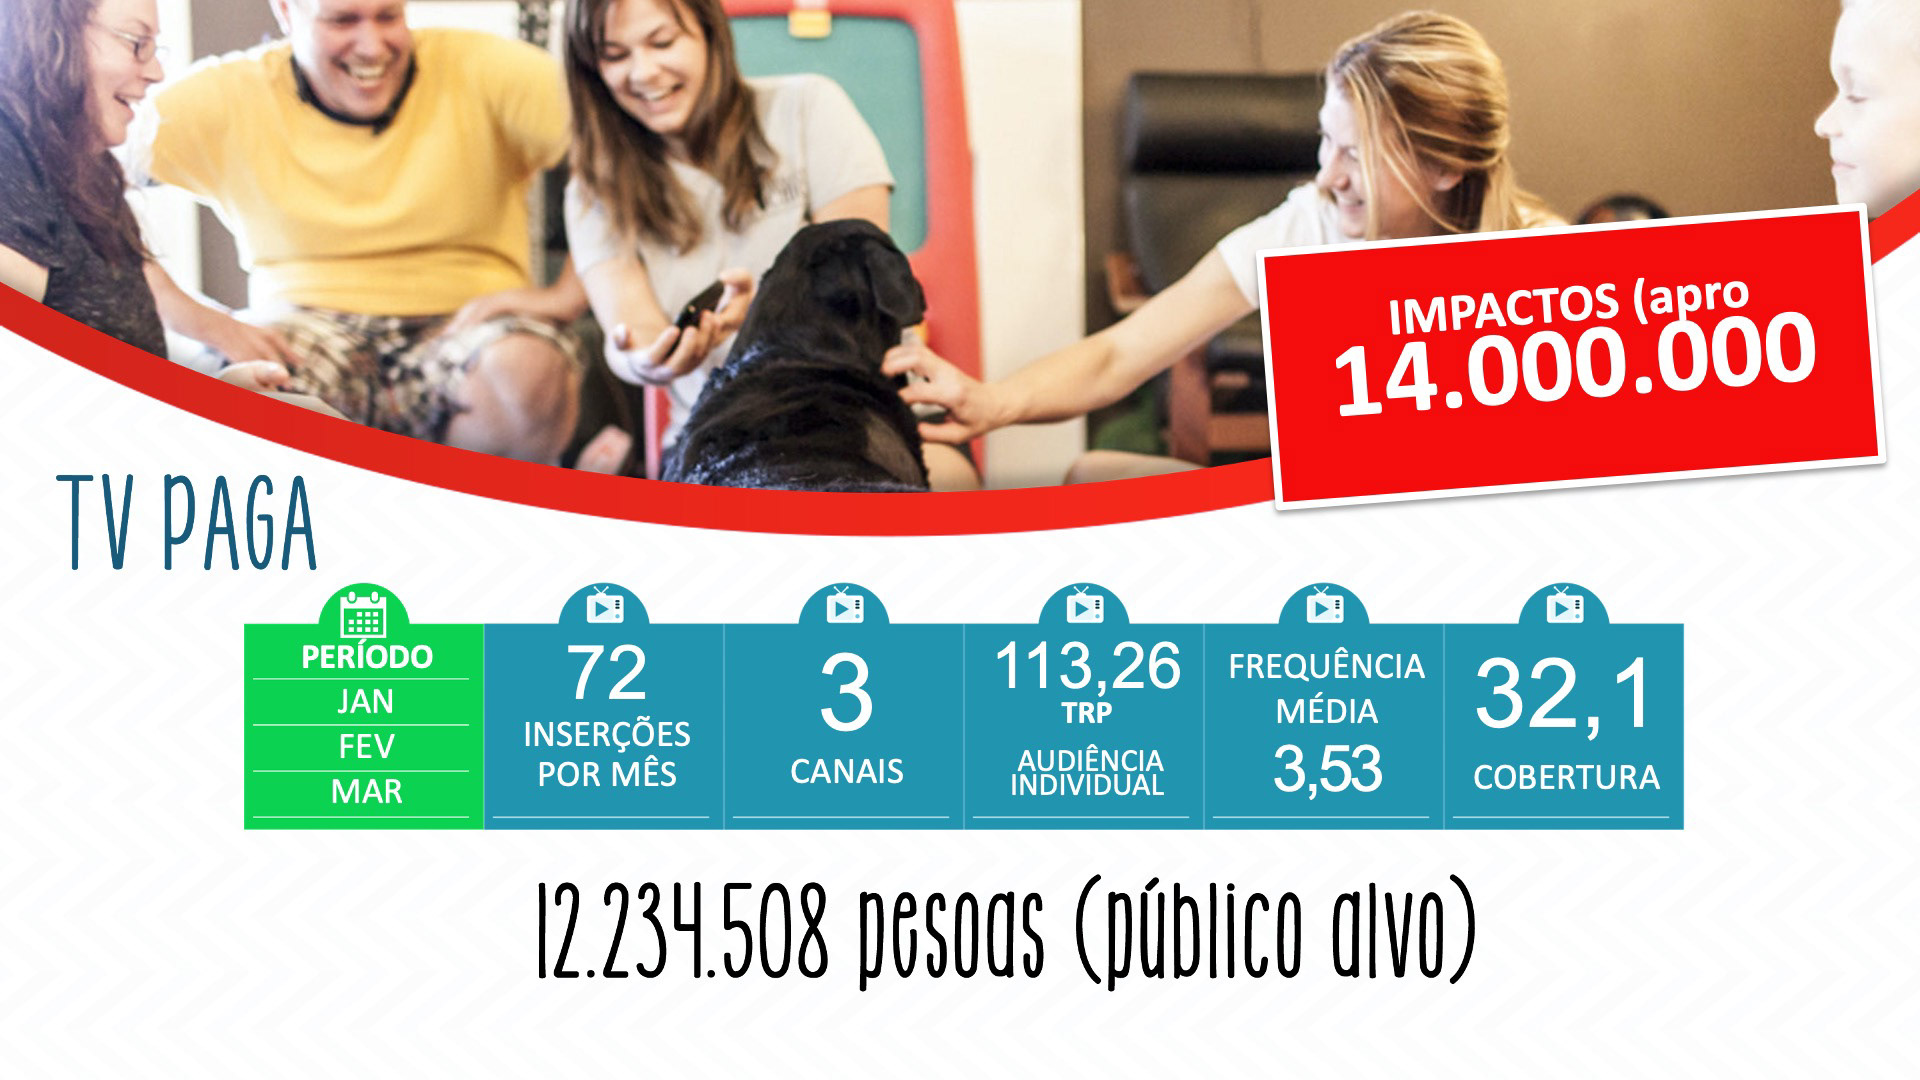 IMPACTOS (apro
14.000.000
TV PAGA
PERÍODO
JAN
FEV
MAR
72
INSERÇÕES
POR MÊS
3
CANAIS
113,26
TRP
AUDIÊNCIA
INDIVIDUAL
FREQUÊNCIA
MÉDIA
3,53
32,1
COBERTURA
12.234.508 pesoas (público alvo)